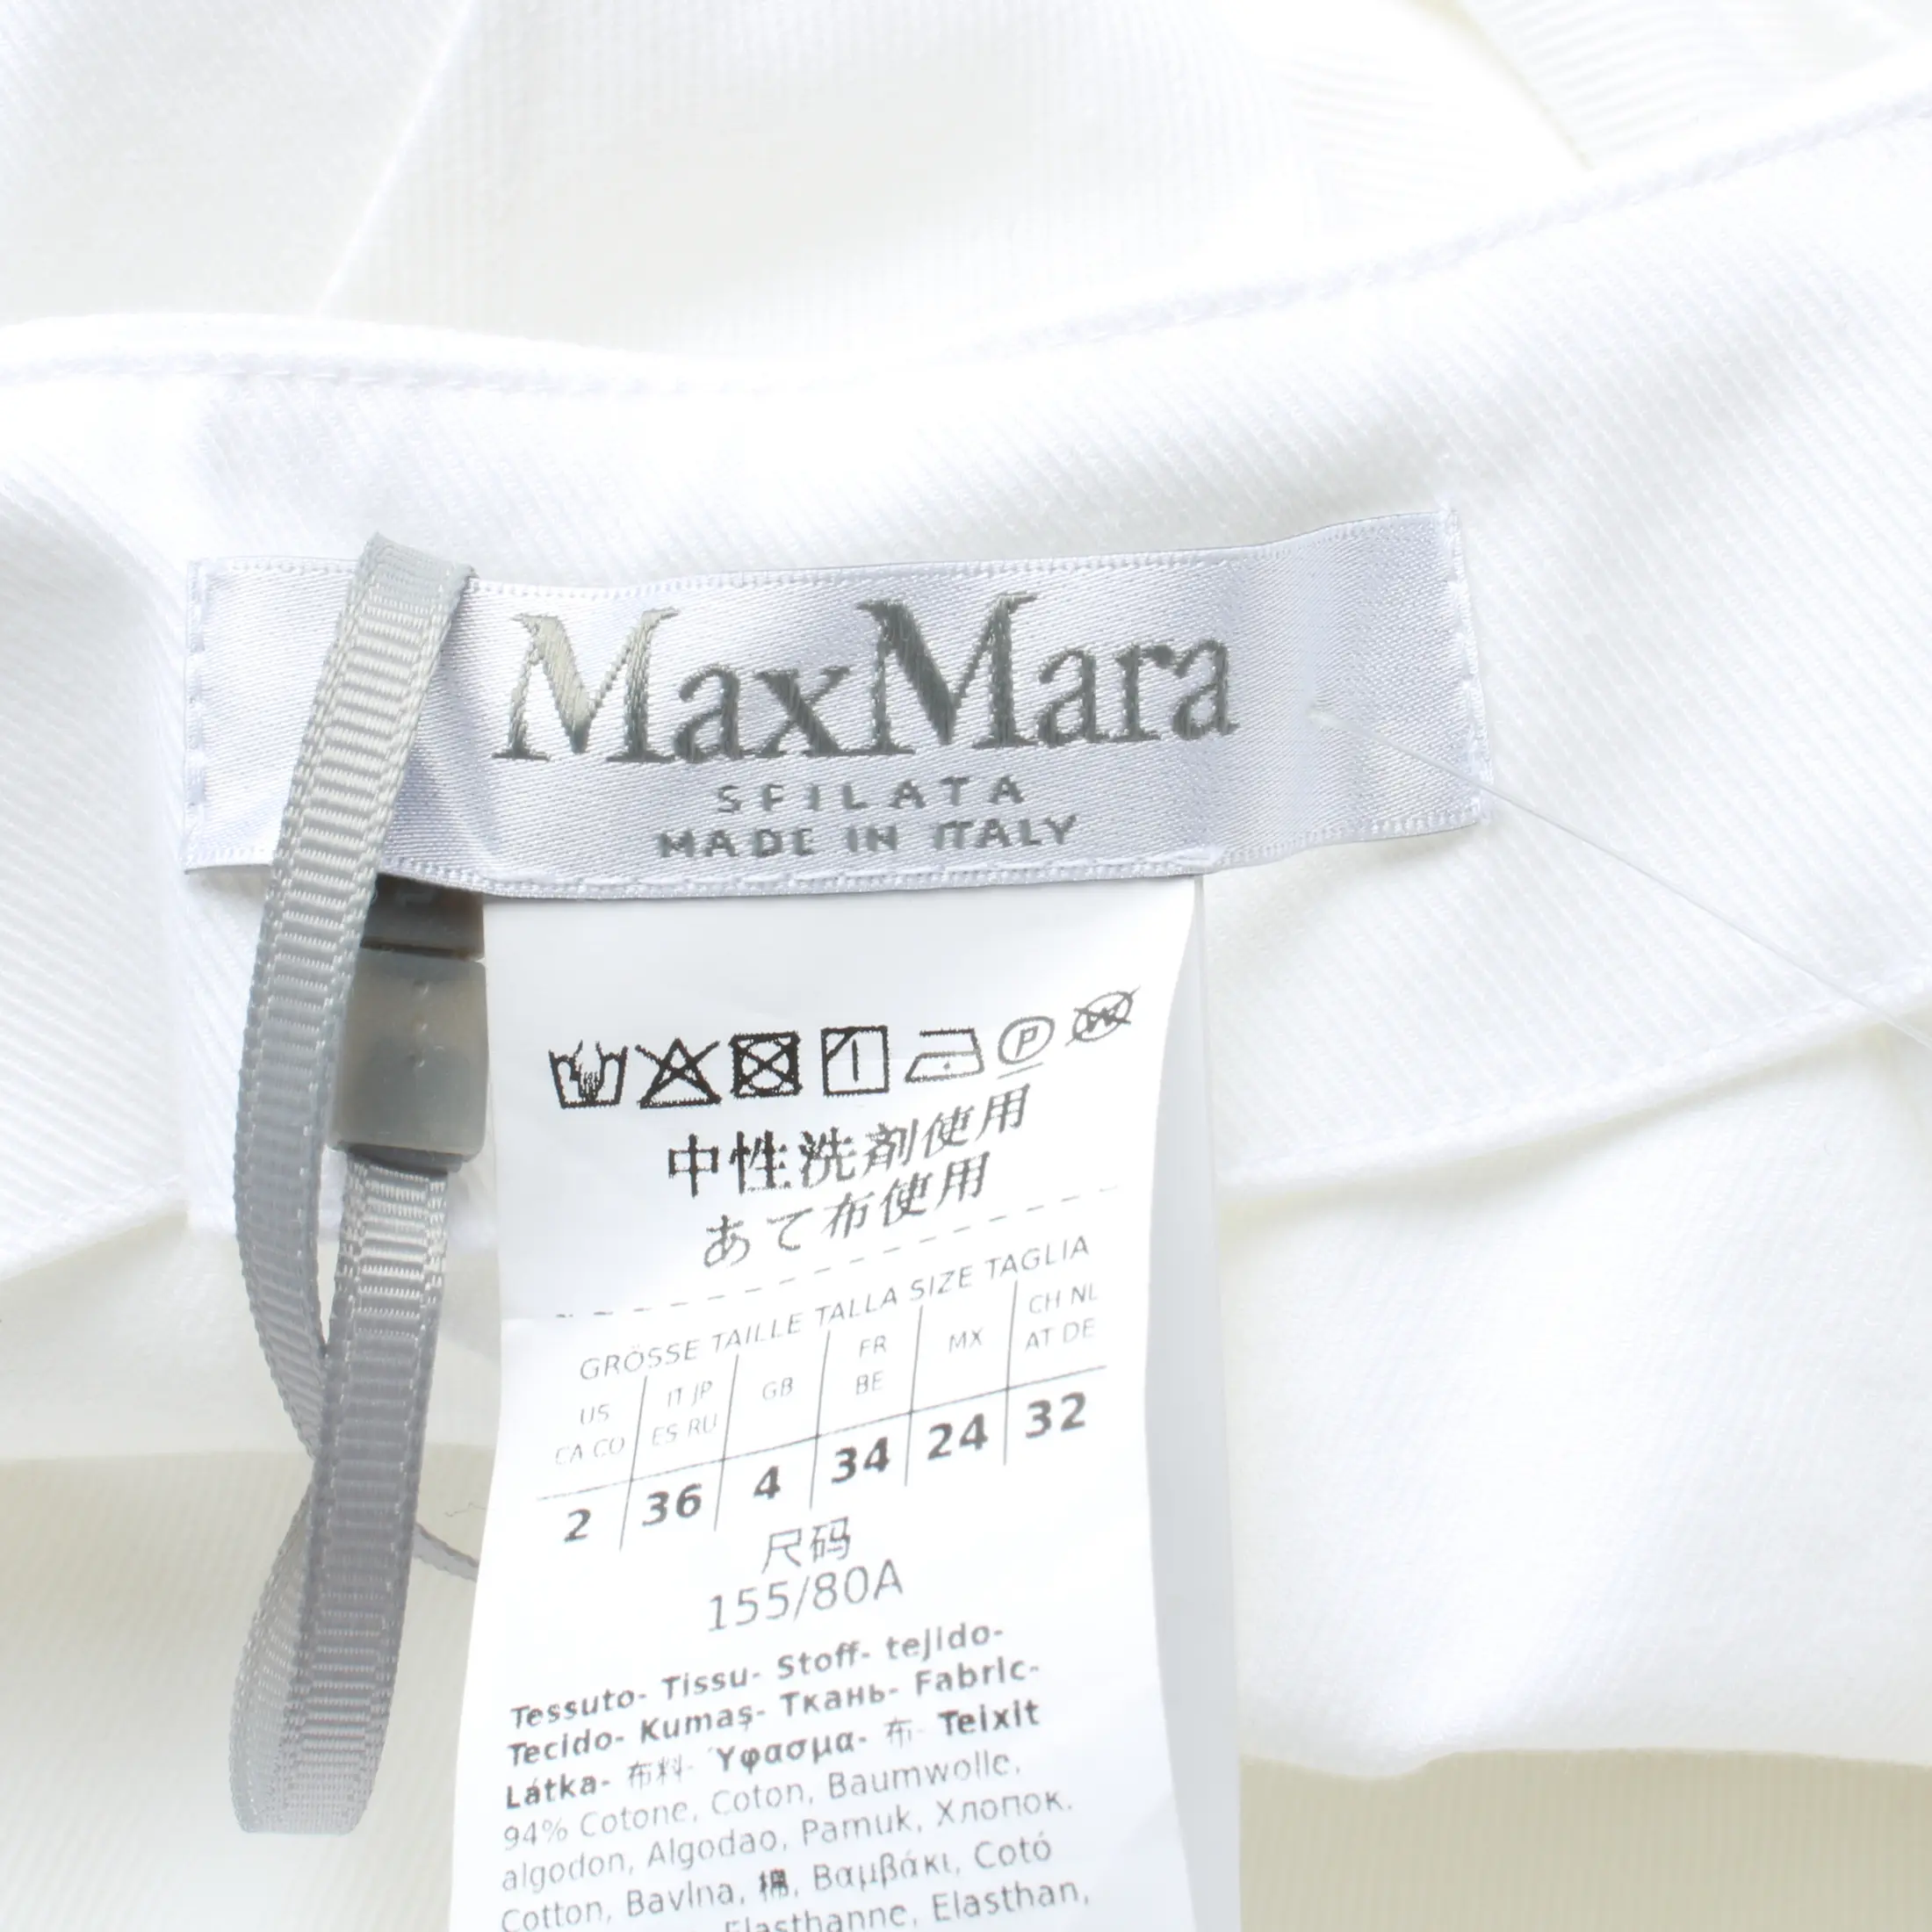 MaxMara
SFILATA
MADE IN ITALY
中性洗剤使用
あて布使用
GRÖSSE TAILLE TALLA SIZE TAGLIA
US CA CO
IT JP ES RU
GB
FR BE
MX
CH NL AT DE
2 36 4 34 24 32
尺码
155/80A
Tessuto- Tissu- Stoff- tejido-
Tecido- Kumaş- Ткань- Fabric-
Látka- 布料- Ύφασμα- 布- Teixit
94% Cotone, Coton, Baumwolle,
algodon, Algodao, Pamuk, Хлопок.
Cotton, Bavlna, 棉, Βαμβάκι, Cotó
Elasthanne, Elasthan,